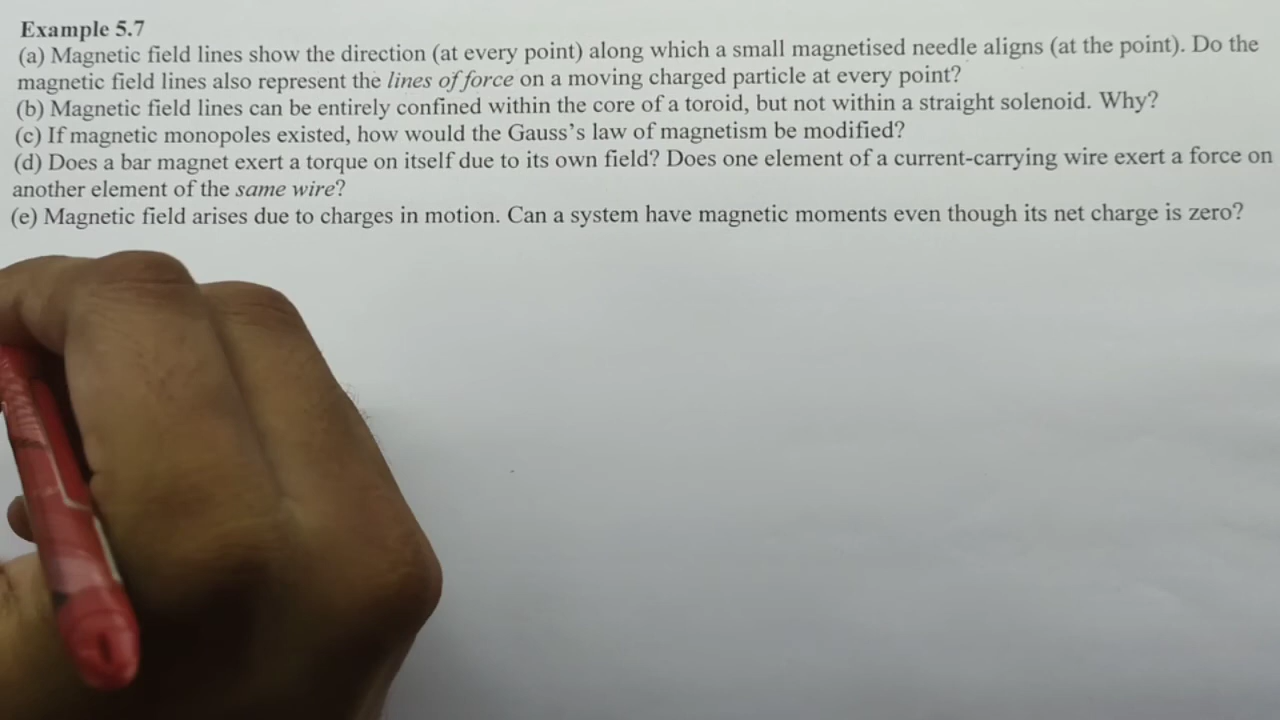 Example 5.7
(a) Magnetic field lines show the direction (at every point) along which a small magnetised needle aligns (at the point). Do the
magnetic field lines also represent the lines of force on a moving charged particle at every point?
(b) Magnetic field lines can be entirely confined within the core of a toroid, but not within a straight solenoid. Why?
(c) If magnetic monopoles existed, how would the Gauss’s law of magnetism be modified?
(d) Does a bar magnet exert a torque on itself due to its own field? Does one element of a current-carrying wire exert a force on
another element of the same wire?
(e) Magnetic field arises due to charges in motion. Can a system have magnetic moments even though its net charge is zero?